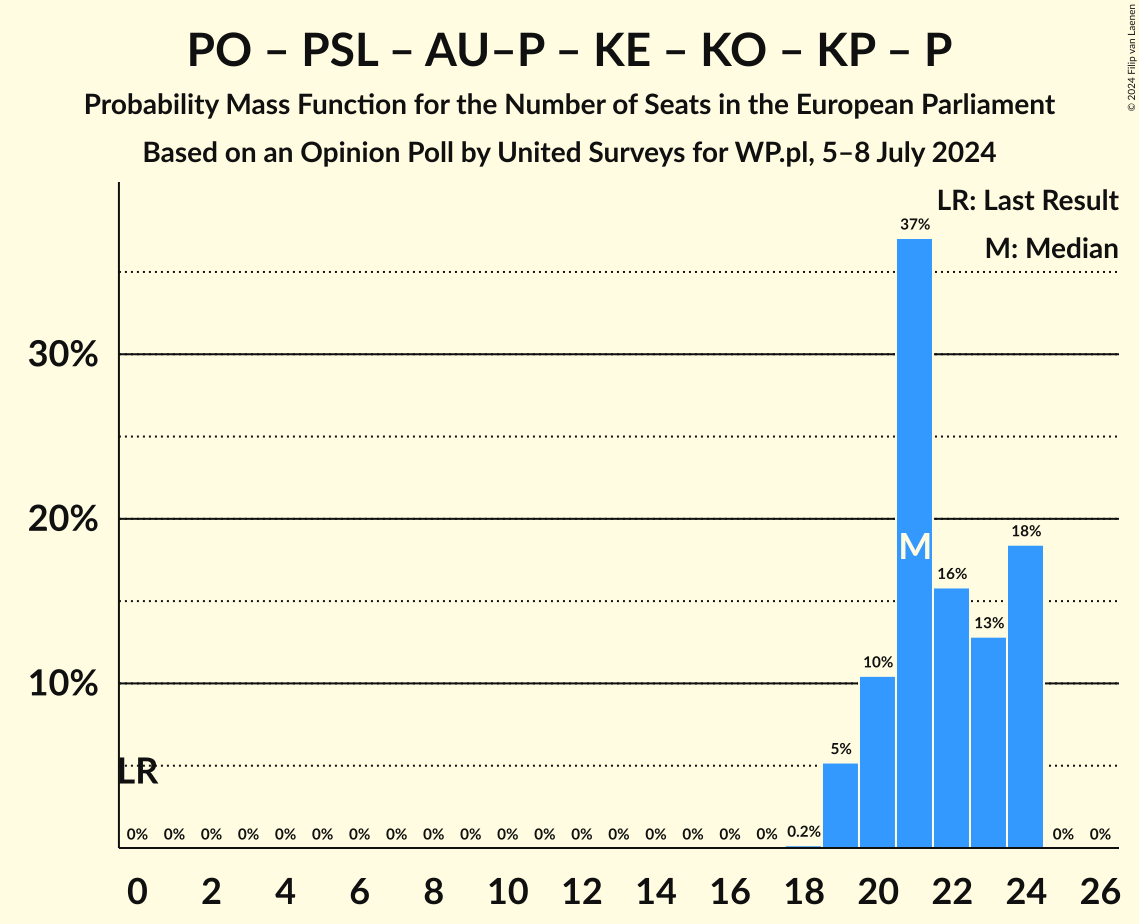 PO – PSL – AU–P – KE – KO – KP – P
Probability Mass Function for the Number of Seats in the European Parliament
Based on an Opinion Poll by United Surveys for WP.pl, 5–8 July 2024
© 2024 Filip van Laenen
LR: Last Result
M: Median
37%
30%
20%
18%
M
16%
13%
10%
10%
5%
LR
0% 0% 0% 0% 0% 0% 0% 0% 0% 0% 0% 0% 0% 0% 0% 0% 0% 0% 0.2% 0% 0%
0 2 4 6 8 10 12 14 16 18 20 22 24 26